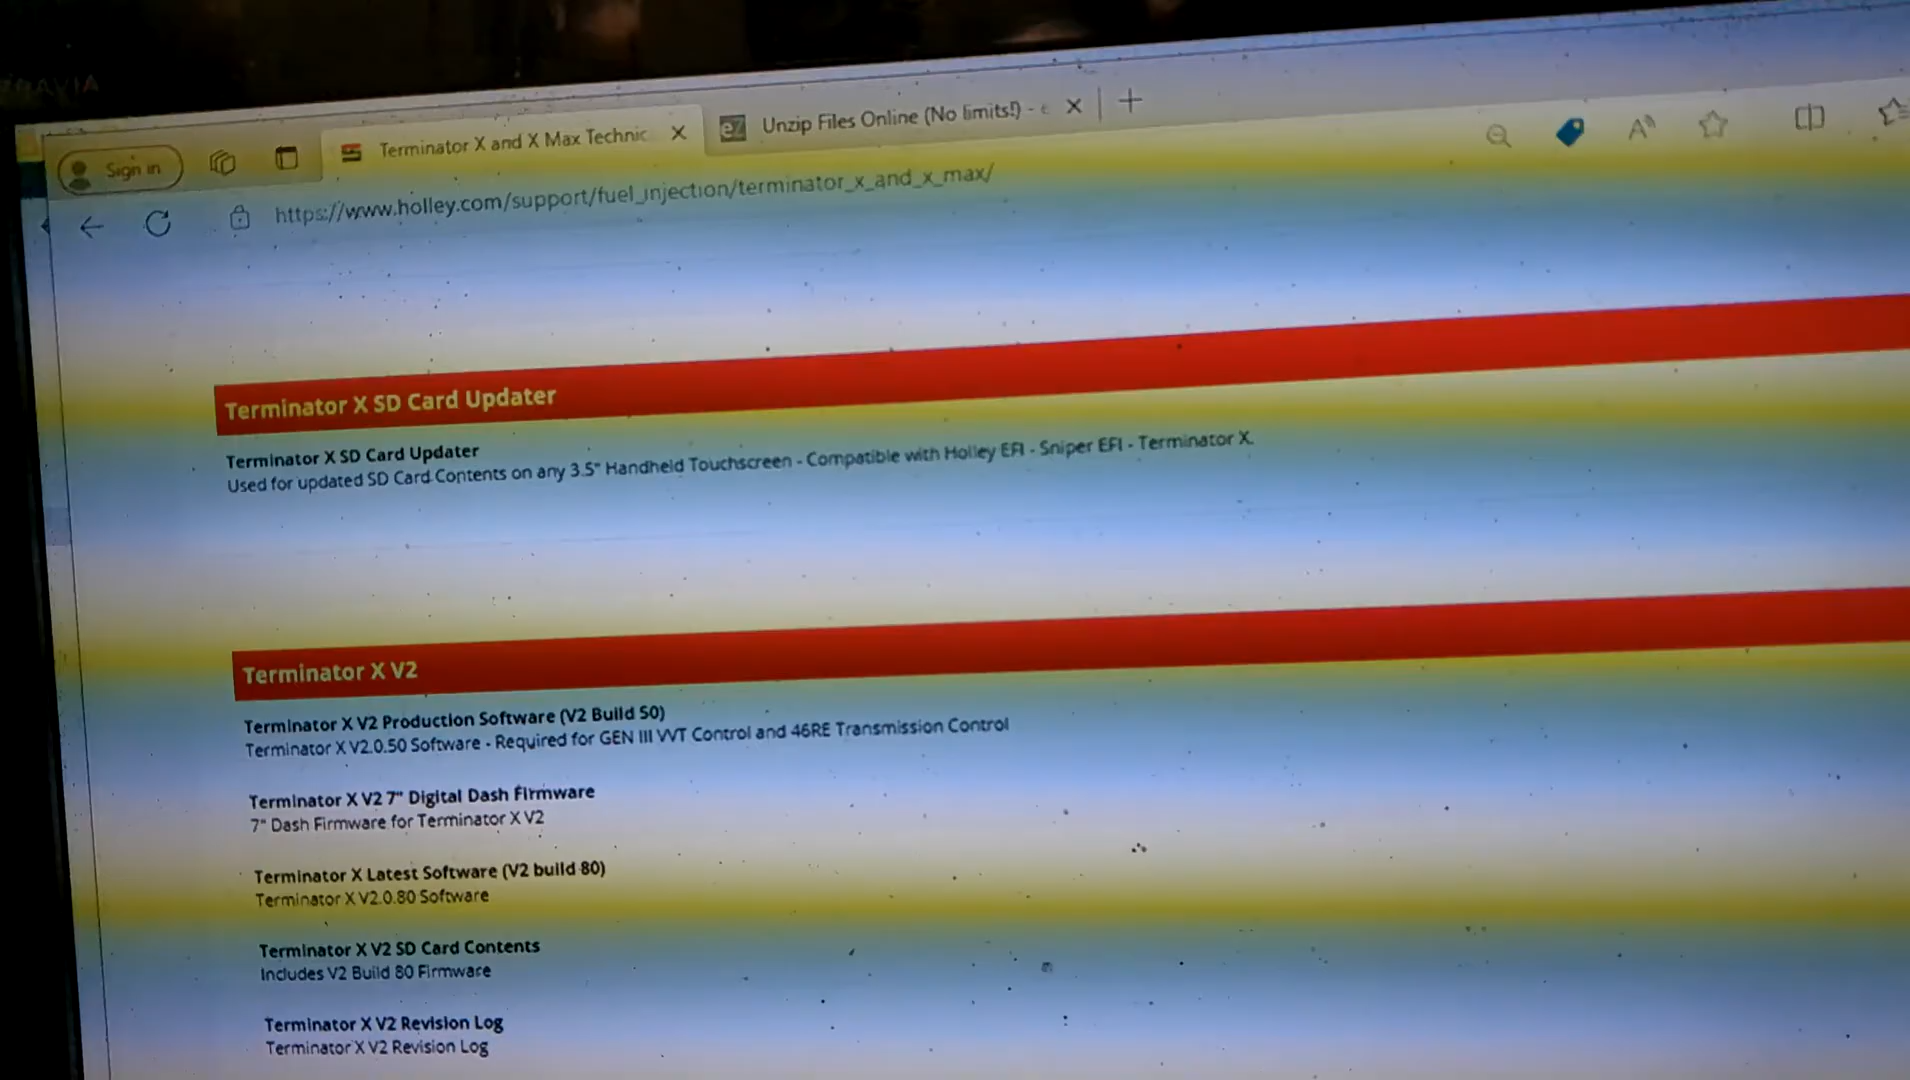 Sign in
Terminator X and X Max Technic
ez Unzip Files Online (No limits!) - e
https://www.holley.com/support/fuel_injection/terminator_x_and_x_max/
Terminator X SD Card Updater
Terminator X SD Card Updater
Used for updated SD Card Contents on any 3.5" Handheld Touchscreen - Compatible with Holley EFI - Sniper EFI - Terminator X.
Terminator X V2
Terminator X V2 Production Software (V2 Build 50)
Terminator X V2.0.50 Software - Required for GEN III VVT Control and 46RE Transmission Control
Terminator X V2 7" Digital Dash Firmware
7" Dash Firmware for Terminator X V2
Terminator X Latest Software (V2 build 80)
Terminator X V2.0.80 Software
Terminator X V2 SD Card Contents
Includes V2 Build 80 Firmware
Terminator X V2 Revision Log
Terminator X V2 Revision Log